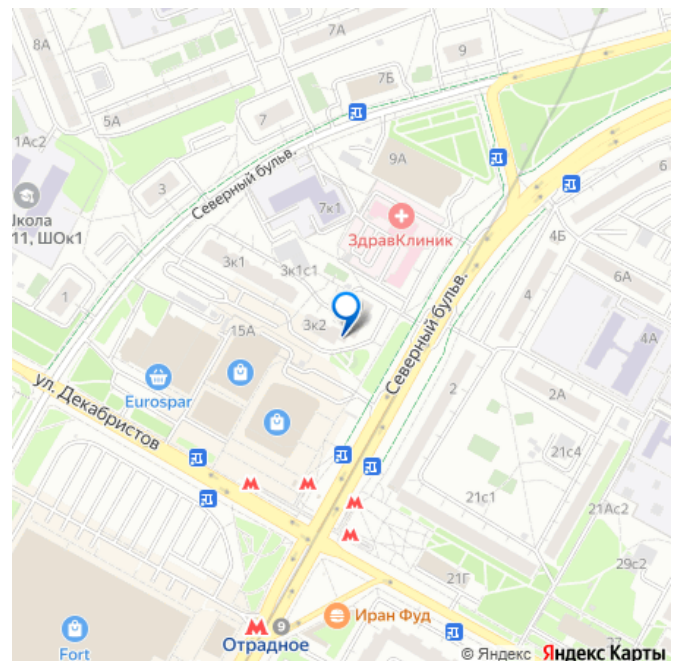 8А
7А
9
7Б
5А
7
1Ас2
9А
6
3
Северный бульв.
7к1
Школа
11, ШОк1
ЗдравКлиник
4Б
3к1
3к1с1
6А
1
4
15А
3к2
Северный бульв.
4А
ул. Декабристов
Eurospar
2
2А
21с4
21с1
21Ас2
29с2
21Г
Иран Фуд
9
Отрадное
Fort
© Яндекс Яндекс Карты